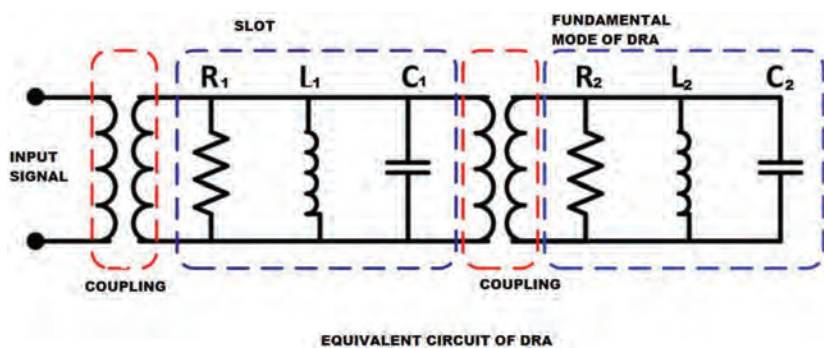 SLOT
FUNDAMENTAL
MODE OF DRA
R₁ L₁ C₁ R₂ L₂ C₂
INPUT
SIGNAL
COUPLING
COUPLING
EQUIVALENT CIRCUIT OF DRA